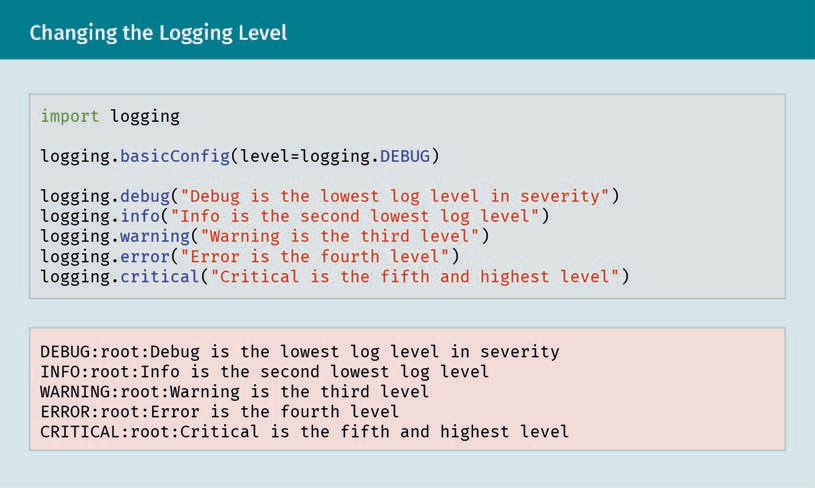 Changing the Logging Level
import logging
logging.basicConfig(level=logging.DEBUG)
logging.debug("Debug is the lowest log level in severity")
logging.info("Info is the second lowest log level")
logging.warning("Warning is the third level")
logging.error("Error is the fourth level")
logging.critical("Critical is the fifth and highest level")
DEBUG:root:Debug is the lowest log level in severity
INFO:root:Info is the second lowest log level
WARNING:root:Warning is the third level
ERROR:root:Error is the fourth level
CRITICAL:root:Critical is the fifth and highest level